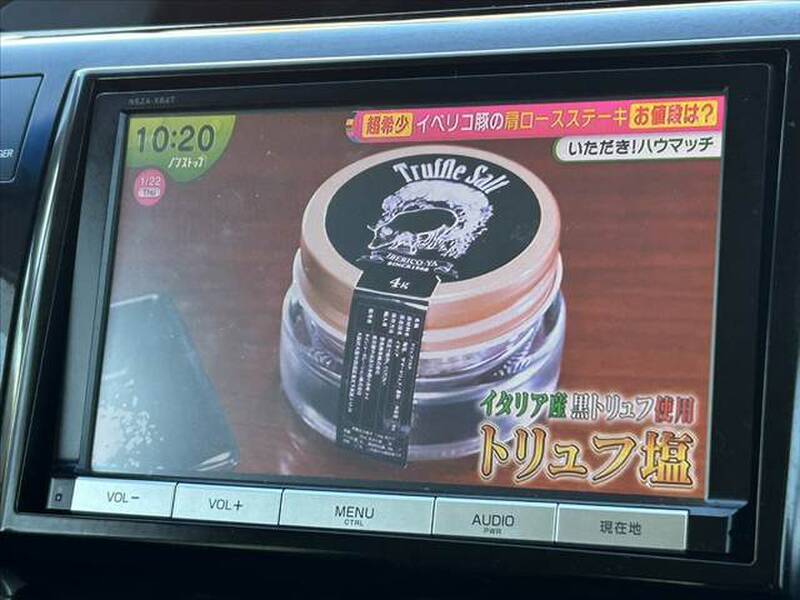 NSZA-X64T
10:20
ノンストップ
1/22
THU
超希少 イベリコ豚の肩ロースステーキ お値段は?
いただき!ハウマッチ
Truffle Salt
IBERICO-YA
4g
イタリア産 黒トリュフ使用
トリュフ塩
VOL−
VOL+
MENU
CTRL
AUDIO
PWR
現在地